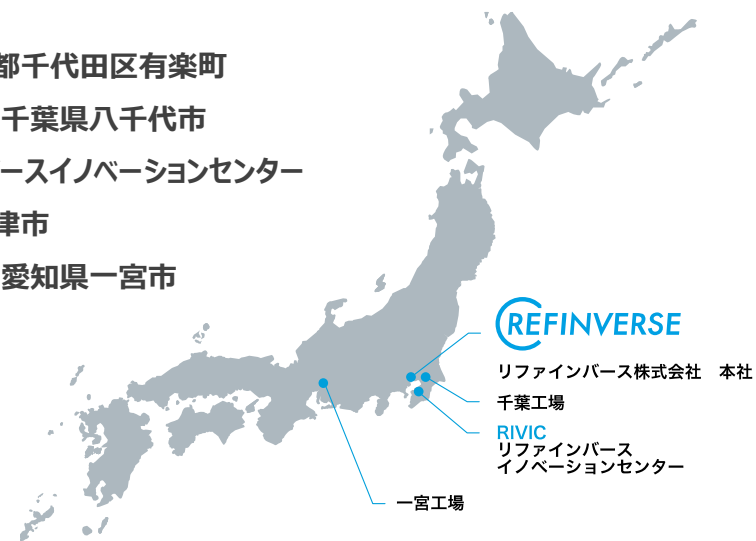 都千代田区有楽町
千葉県八千代市
ースイノベーションセンター
津市
愛知県一宮市
REFINVERSE
リファインバース株式会社　本社
千葉工場
RIVIC
リファインバース
イノベーションセンター
一宮工場